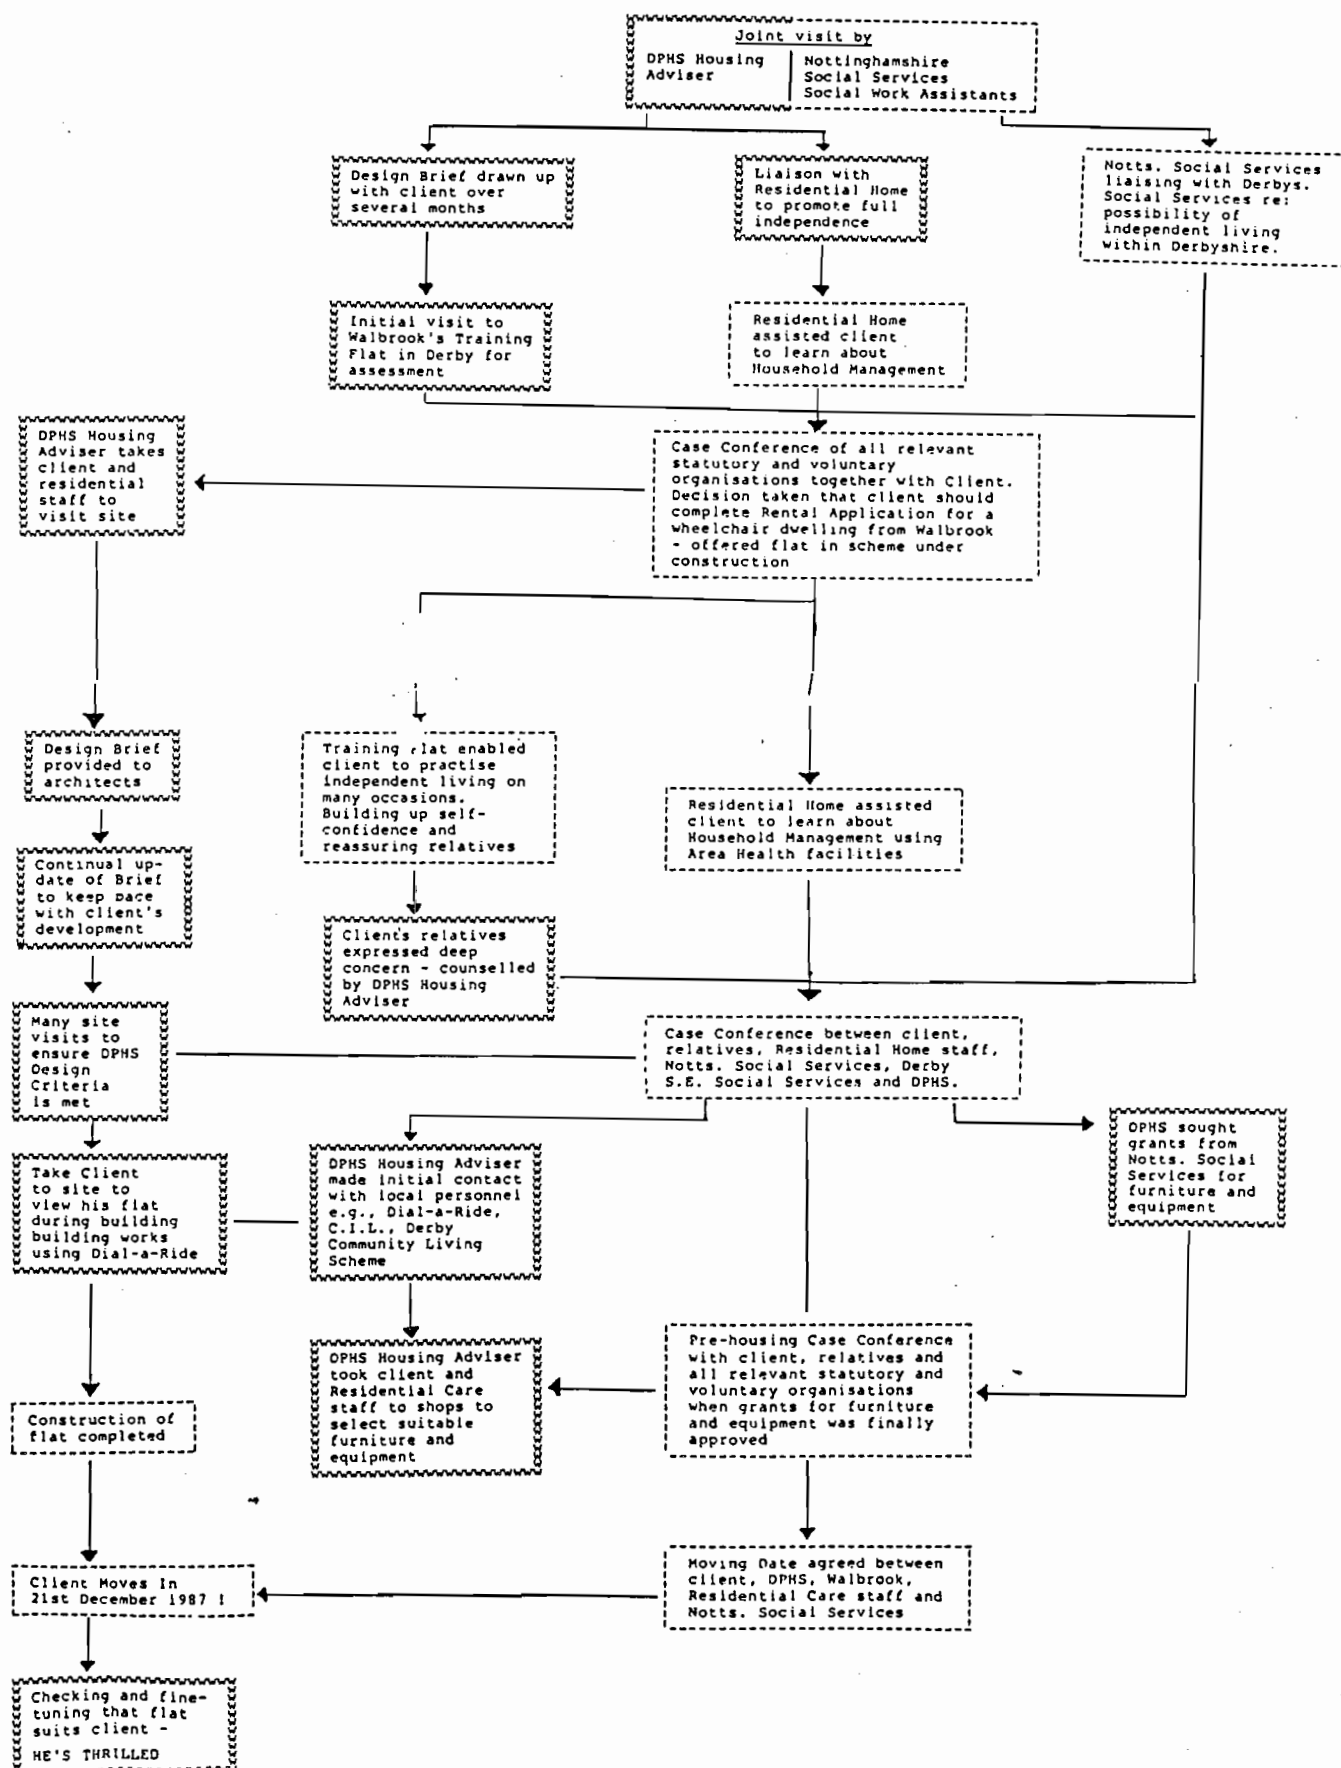 Joint visit by
DPHS Housing
Adviser
Nottinghamshire
Social Services
Social Work Assistants
Design Brief drawn up
with client over
several months
Liaison with
Residential Home
to promote full
independence
Notts. Social Services
liaising with Derbys.
Social Services re:
possibility of
independent living
within Derbyshire.
Initial visit to
Walbrook's Training
Flat in Derby for
assessment
Residential Home
assisted client
to learn about
Household Management
DPHS Housing
Adviser takes
client and
residential
staff to
visit site
Case Conference of all relevant
statutory and voluntary
organisations together with Client.
Decision taken that client should
complete Rental Application for a
wheelchair dwelling from Walbrook
- offered flat in scheme under
construction
Design Brief
provided to
architects
Training flat enabled
client to practise
independent living on
many occasions.
Building up self-
confidence and
reassuring relatives
Residential Home assisted
client to learn about
Household Management using
Area Health facilities
Continual up-
date of Brief
to keep pace
with client's
development
Client's relatives
expressed deep
concern - counselled
by DPHS Housing
Adviser
Many site
visits to
ensure DPHS
Design
Criteria
is met
Case Conference between client,
relatives, Residential Home staff,
Notts. Social Services, Derby
S.E. Social Services and DPHS.
Take Client
to site to
view his flat
during building
building works
using Dial-a-Ride
DPHS Housing Adviser
made initial contact
with local personnel
e.g., Dial-a-Ride,
C.I.L., Derby
Community Living
Scheme
DPHS sought
grants from
Notts. Social
Services for
furniture and
equipment
DPHS Housing Adviser
took client and
Residential Care
staff to shops to
select suitable
furniture and
equipment
Pre-housing Case Conference
with client, relatives and
all relevant statutory and
voluntary organisations
when grants for furniture
and equipment was finally
approved
Construction of
flat completed
Client Moves In
21st December 1987 !
Moving Date agreed between
client, DPHS, Walbrook,
Residential Care staff and
Notts. Social Services
Checking and fine-
tuning that flat
suits client -
HE'S THRILLED